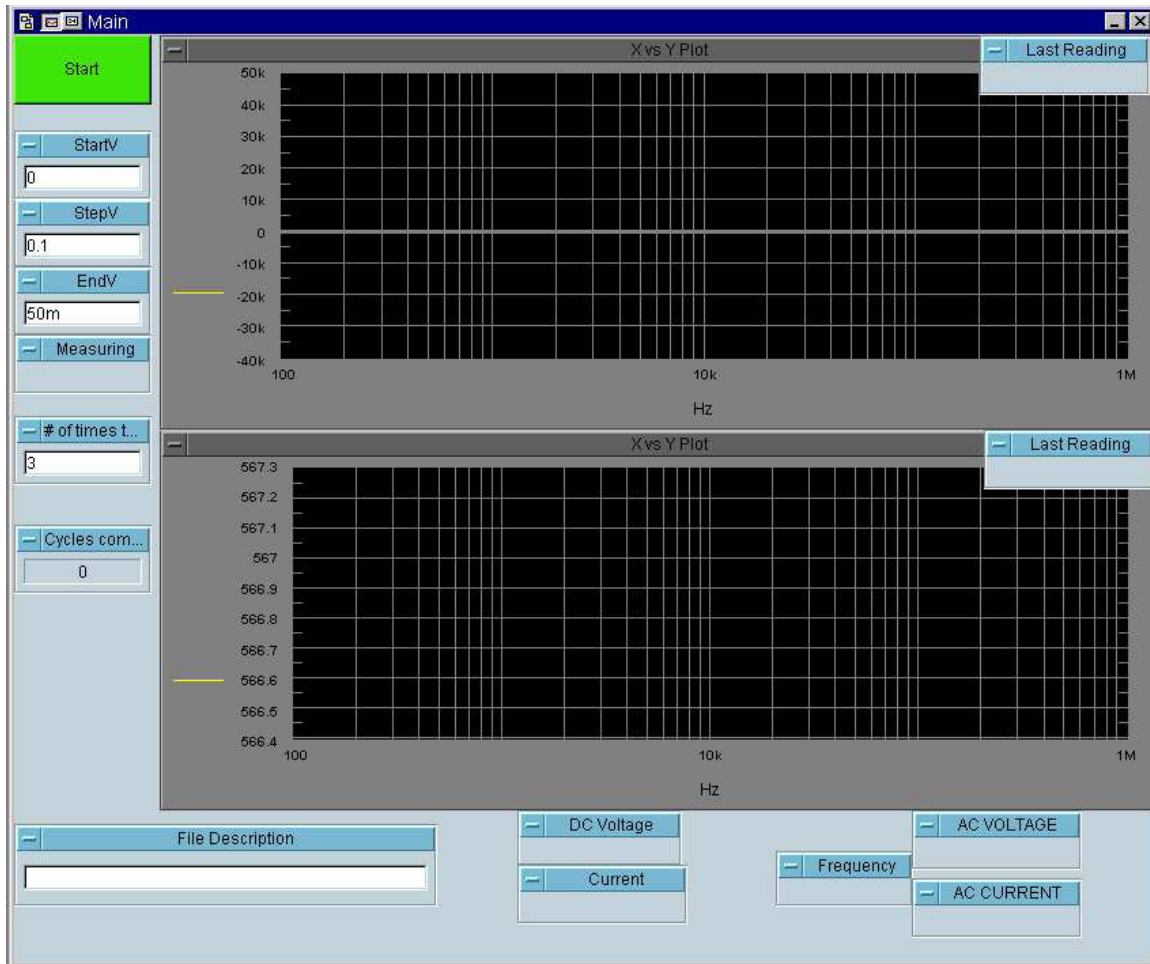 Main
Start
X vs Y Plot
Last Reading
50k
40k
30k
20k
10k
0
-10k
-20k
-30k
-40k
100
10k
1M
Hz
StartV
0
StepV
0.1
EndV
50m
Measuring
# of times t...
3
Cycles com...
0
X vs Y Plot
Last Reading
567.3
567.2
567.1
567
566.9
566.8
566.7
566.6
566.5
566.4
100
10k
1M
Hz
File Description
DC Voltage
Current
Frequency
AC VOLTAGE
AC CURRENT